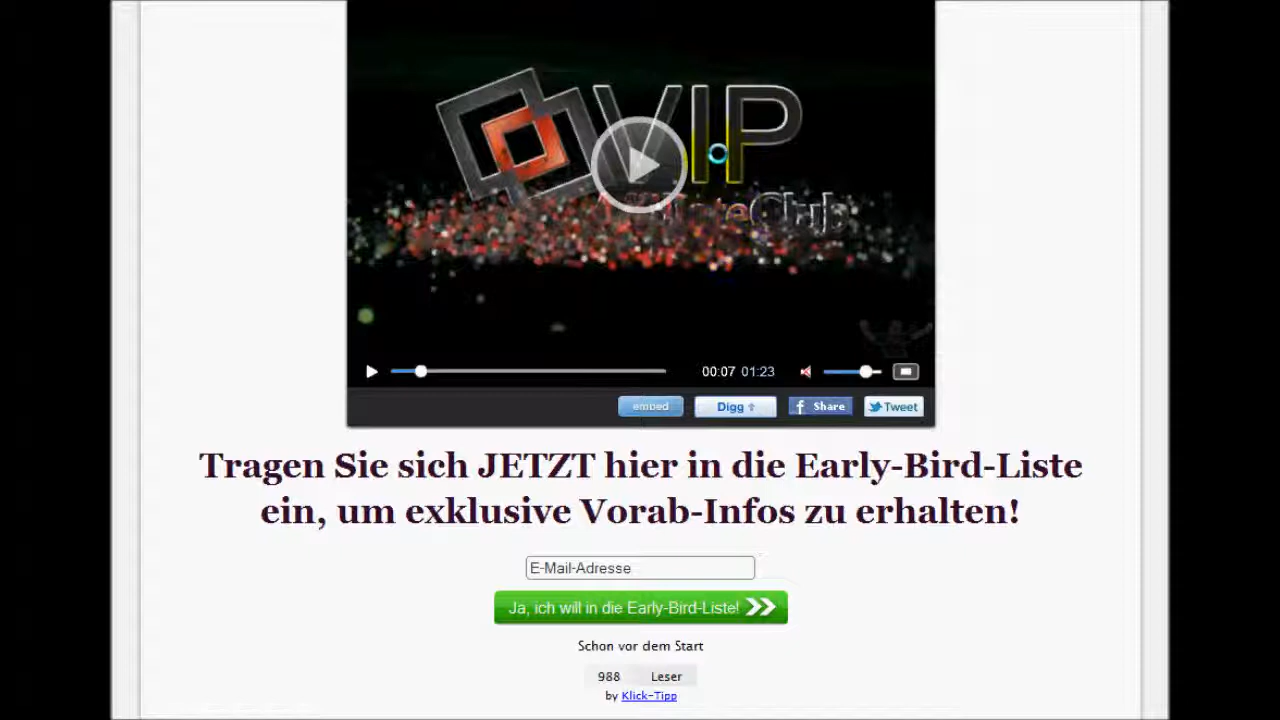 VIP
AffiliateClub
00:07 01:23
embed
Digg
Share
Tweet
Tragen Sie sich JETZT hier in die Early-Bird-Liste
ein, um exklusive Vorab-Infos zu erhalten!
E-Mail-Adresse
Ja, ich will in die Early-Bird-Liste!
Schon vor dem Start
988 Leser
by Klick-Tipp